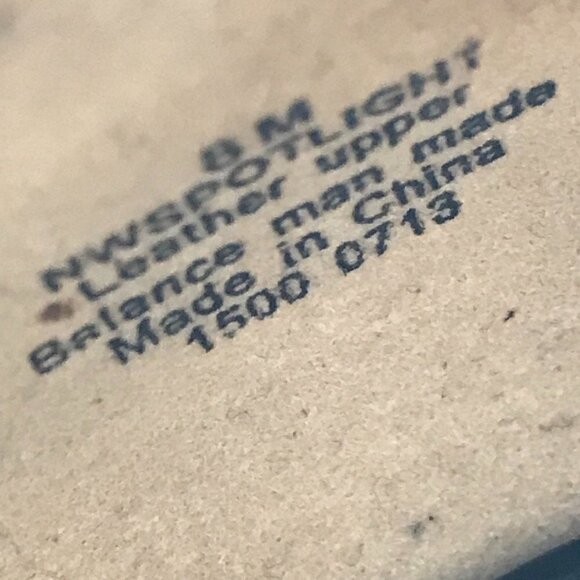 8 M
NWSPOTLIGHT
Leather upper
Balance man made
Made in China
1500 0713